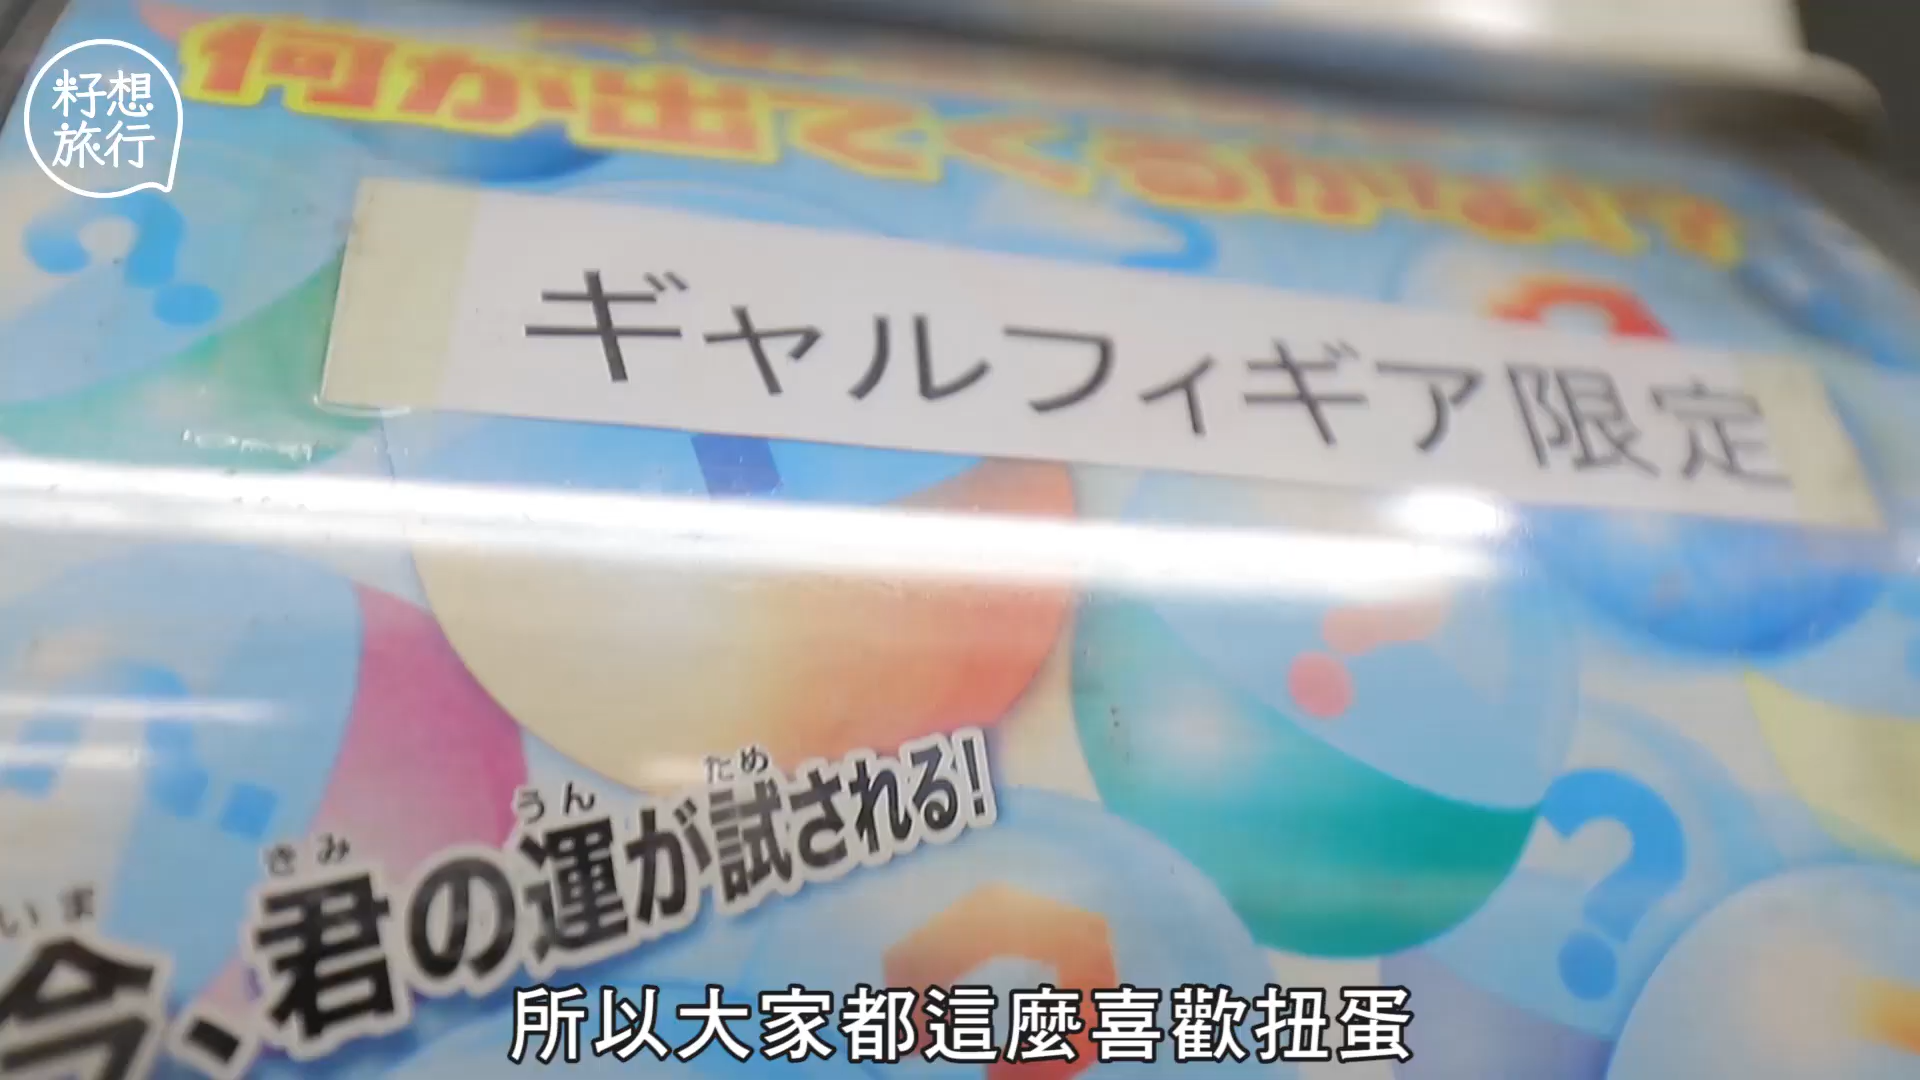 籽想
旅行
何が出てくるかは
ギャルフィギア限定
いま きみ うん ため
今、君の運が試される!
所以大家都這麼喜歡扭蛋